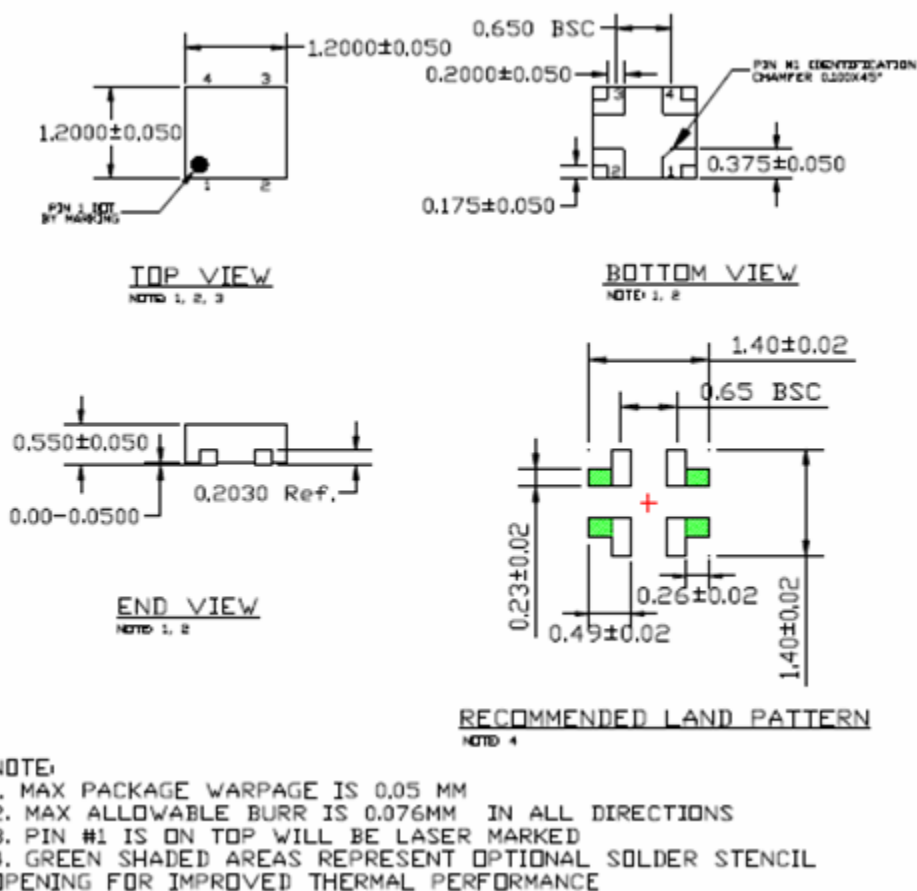 0.650 BSC
1.2000±0.050
PIN #1 IDENTIFICATION
CHAMFER 0.100X45°
0.2000±0.050
4 3
3 4
1.2000±0.050
0.375±0.050
1 2
2 1
PIN 1 DOT
BY MARKING
0.175±0.050
TOP VIEW
NOTE: 1, 2, 3
BOTTOM VIEW
NOTE: 1, 2
1.40±0.02
0.65 BSC
0.550±0.050
0.2030 Ref.
0.00-0.0500
0.23±0.02
0.26±0.02
0.49±0.02
1.40±0.02
END VIEW
NOTE: 1, 2
RECOMMENDED LAND PATTERN
NOTE: 4
NOTE:
. MAX PACKAGE WARPAGE IS 0.05 MM
2. MAX ALLOWABLE BURR IS 0.076MM IN ALL DIRECTIONS
3. PIN #1 IS ON TOP WILL BE LASER MARKED
4. GREEN SHADED AREAS REPRESENT OPTIONAL SOLDER STENCIL
OPENING FOR IMPROVED THERMAL PERFORMANCE